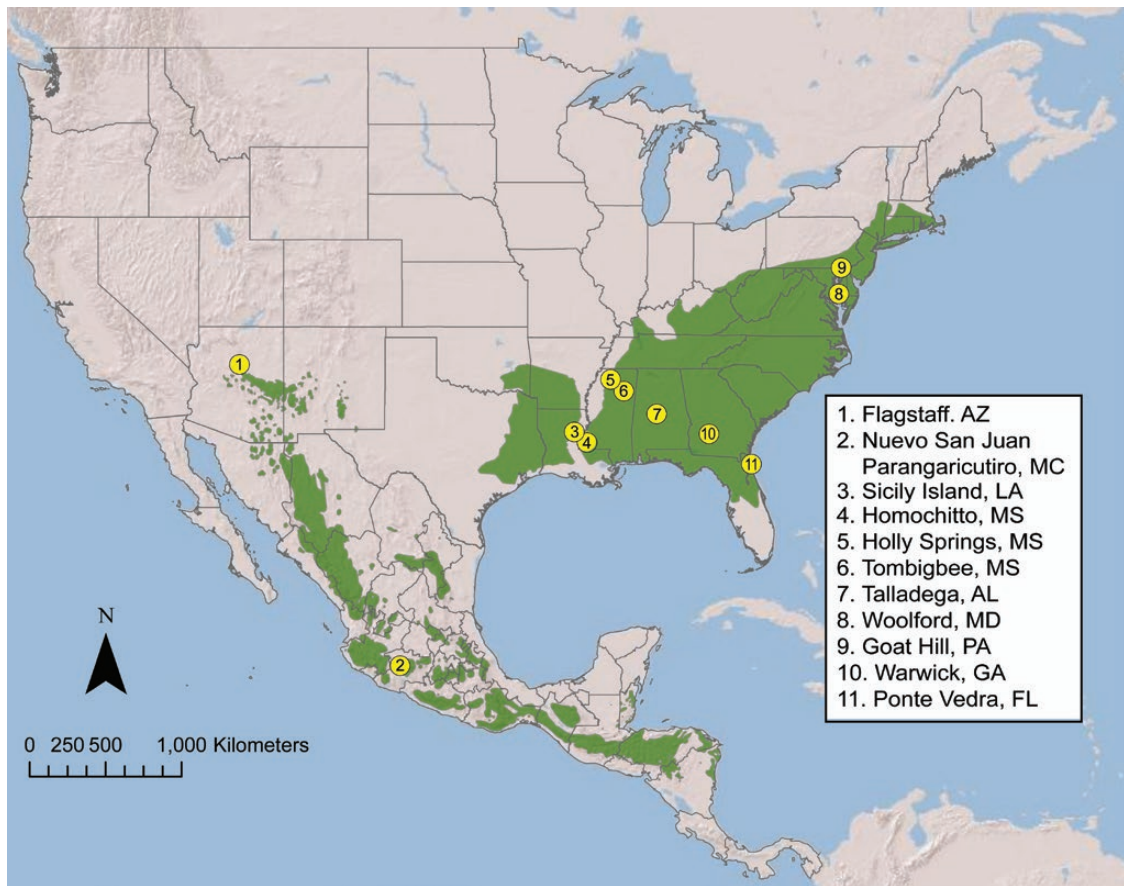 9
8
1
5
6
7
3
4
10
11
1. Flagstaff. AZ
2. Nuevo San Juan
Parangaricutiro, MC
3. Sicily Island, LA
4. Homochitto, MS
5. Holly Springs, MS
6. Tombigbee, MS
7. Talladega, AL
8. Woolford, MD
9. Goat Hill, PA
10. Warwick, GA
11. Ponte Vedra, FL
N
2
0 250 500 1,000 Kilometers